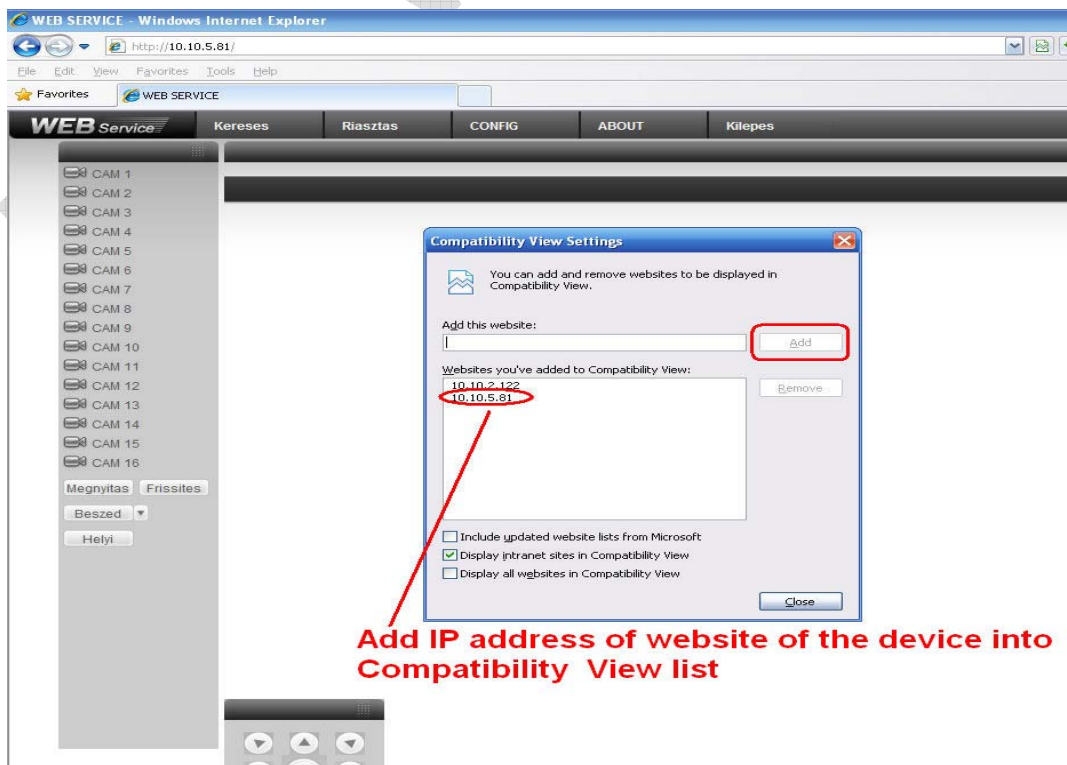 WEB SERVICE - Windows Internet Explorer
http://10.10.5.81/
File Edit View Favorites Tools Help
Favorites WEB SERVICE
WEB Service Kereses Riasztas CONFIG ABOUT Kilepes
CAM 1
CAM 2
CAM 3
CAM 4
CAM 5
CAM 6
CAM 7
CAM 8
CAM 9
CAM 10
CAM 11
CAM 12
CAM 13
CAM 14
CAM 15
CAM 16
Megnyitas Frissites
Beszed
Helyi
Compatibility View Settings
You can add and remove websites to be displayed in
Compatibility View.
Add this website:
Add
Websites you've added to Compatibility View:
10.10.2.122
10.10.5.81
Remove
Include updated website lists from Microsoft
Display intranet sites in Compatibility View
Display all websites in Compatibility View
Close
Add IP address of website of the device into
Compatibility View list